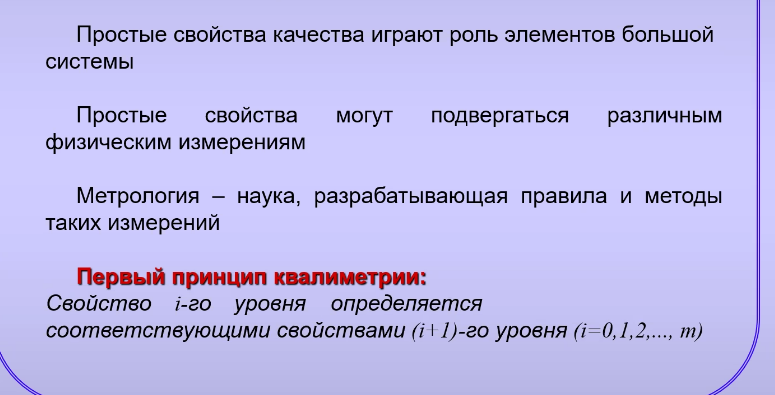 Простые свойства качества играют роль элементов большой
системы
Простые свойства могут подвергаться различным
физическим измерениям
Метрология – наука, разрабатывающая правила и методы
таких измерений
Первый принцип квалиметрии:
Свойство i-го уровня определяется
соответствующими свойствами (i+1)-го уровня (i=0,1,2,..., m)